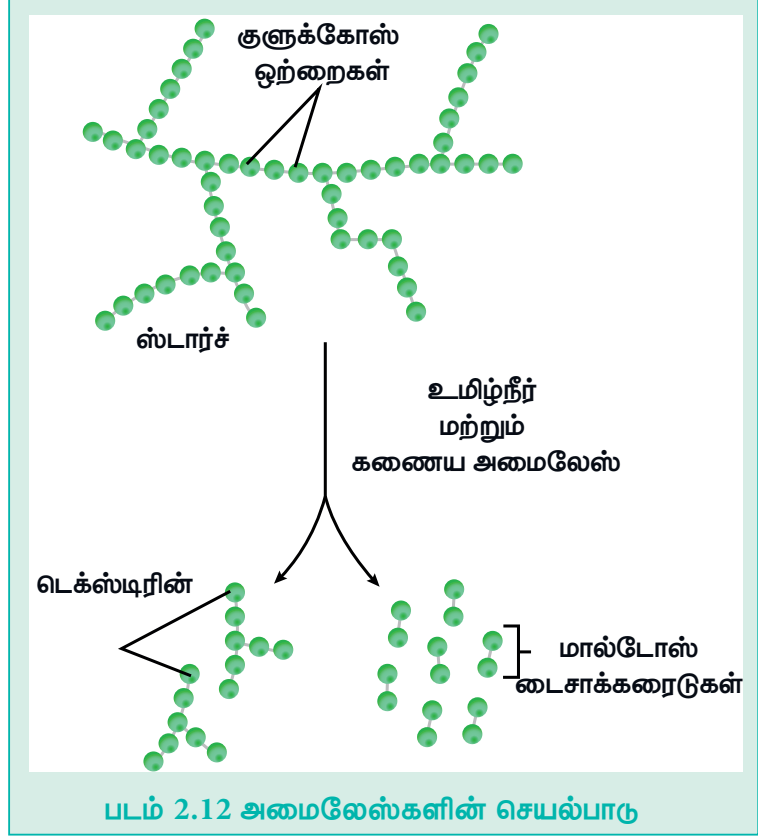 குளுக்கோஸ்
ஒற்றைகள்
ஸ்டார்ச்
உமிழ்நீர்
மற்றும்
கணைய அமைலேஸ்
டெக்ஸ்டிரின்
மால்டோஸ்
டைசாக்கரைடுகள்
படம் 2.12 அமைலேஸ்களின் செயல்பாடு